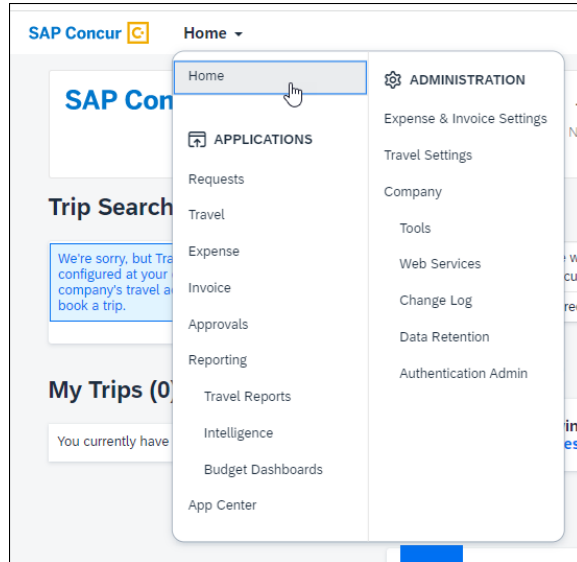 SAP Concur C
Home
SAP Con
Home
APPLICATIONS
Requests
Travel
Expense
Invoice
Approvals
Reporting
Travel Reports
Intelligence
Budget Dashboards
App Center
ADMINISTRATION
Expense & Invoice Settings
Travel Settings
Company
Tools
Web Services
Change Log
Data Retention
Authentication Admin
Trip Search
We're sorry, but Tra
configured at your
company's travel a
book a trip.
My Trips (0)
You currently have